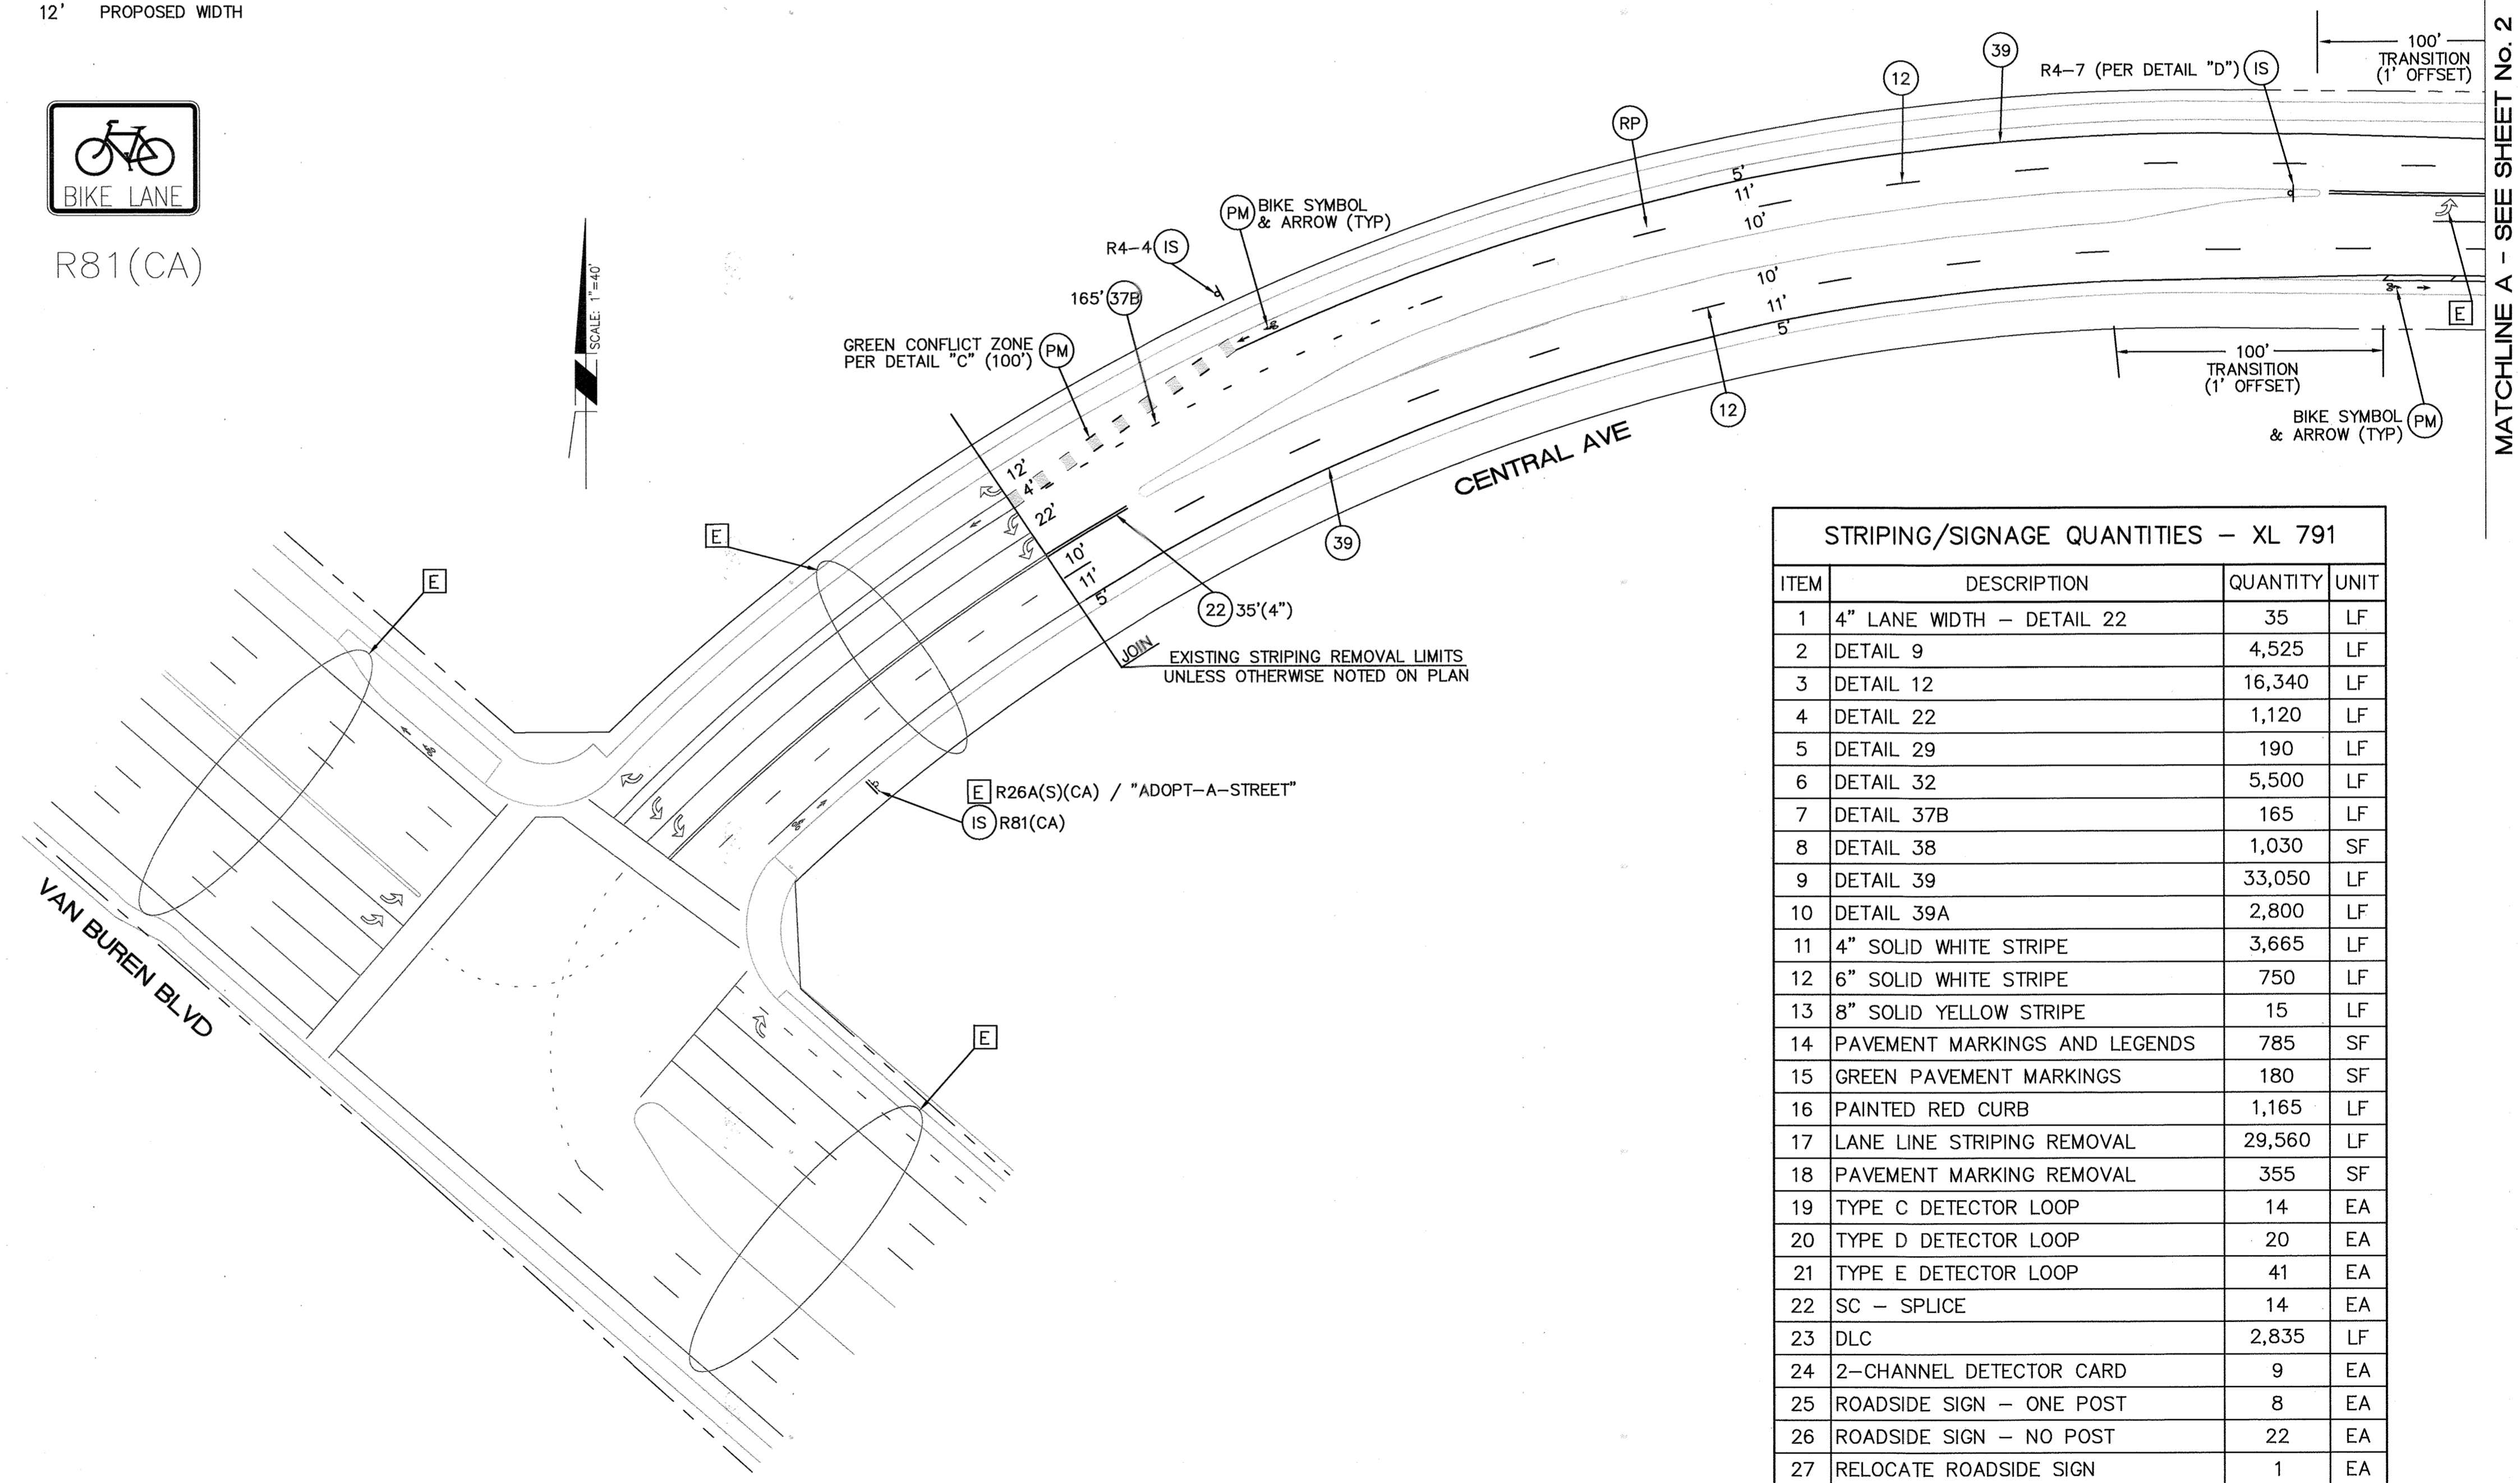 12' PROPOSED WIDTH
BIKE LANE
R81(CA)
SCALE: 1"=40'
100'
TRANSITION
(1' OFFSET)
MATCHLINE A - SEE SHEET No. 2
R4-7 (PER DETAIL "D") IS
39
12
RP
PM BIKE SYMBOL
& ARROW (TYP)
R4-4 IS
165' 37B
GREEN CONFLICT ZONE
PER DETAIL "C" (100') PM
5'
11'
10'
10'
11'
5'
E
100'
TRANSITION
(1' OFFSET)
BIKE SYMBOL
& ARROW (TYP) PM
12
CENTRAL AVE
39
12'
4'
22'
10'
11'
5'
22 35'(4")
JOIN
EXISTING STRIPING REMOVAL LIMITS
UNLESS OTHERWISE NOTED ON PLAN
E
E
E R26A(S)(CA) / "ADOPT-A-STREET"
IS R81(CA)
VAN BUREN BLVD
E
STRIPING/SIGNAGE QUANTITIES - XL 791
ITEM DESCRIPTION QUANTITY UNIT
1 4" LANE WIDTH - DETAIL 22 35 LF
2 DETAIL 9 4,525 LF
3 DETAIL 12 16,340 LF
4 DETAIL 22 1,120 LF
5 DETAIL 29 190 LF
6 DETAIL 32 5,500 LF
7 DETAIL 37B 165 LF
8 DETAIL 38 1,030 SF
9 DETAIL 39 33,050 LF
10 DETAIL 39A 2,800 LF
11 4" SOLID WHITE STRIPE 3,665 LF
12 6" SOLID WHITE STRIPE 750 LF
13 8" SOLID YELLOW STRIPE 15 LF
14 PAVEMENT MARKINGS AND LEGENDS 785 SF
15 GREEN PAVEMENT MARKINGS 180 SF
16 PAINTED RED CURB 1,165 LF
17 LANE LINE STRIPING REMOVAL 29,560 LF
18 PAVEMENT MARKING REMOVAL 355 SF
19 TYPE C DETECTOR LOOP 14 EA
20 TYPE D DETECTOR LOOP 20 EA
21 TYPE E DETECTOR LOOP 41 EA
22 SC - SPLICE 14 EA
23 DLC 2,835 LF
24 2-CHANNEL DETECTOR CARD 9 EA
25 ROADSIDE SIGN - ONE POST 8 EA
26 ROADSIDE SIGN - NO POST 22 EA
27 RELOCATE ROADSIDE SIGN 1 EA